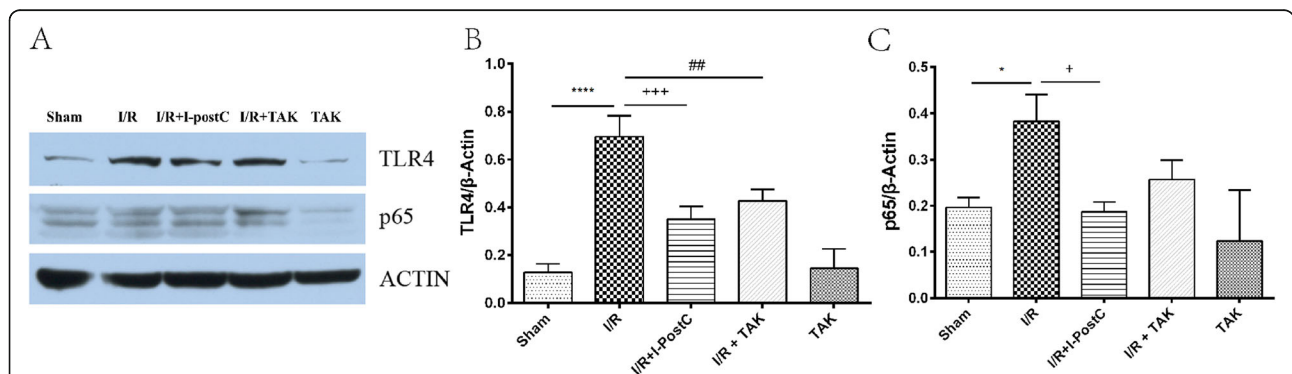 A
Sham I/R I/R+I-postC I/R+TAK TAK
TLR4
p65
ACTIN
B
TLR4/β-Actin
1.0
0.8
0.6
0.4
0.2
0.0
##
**** +++
Sham
I/R
I/R+I-PostC
I/R + TAK
TAK
C
p65/β-Actin
0.5
0.4
0.3
0.2
0.1
0.0
* +
Sham
I/R
I/R+I-PostC
I/R + TAK
TAK